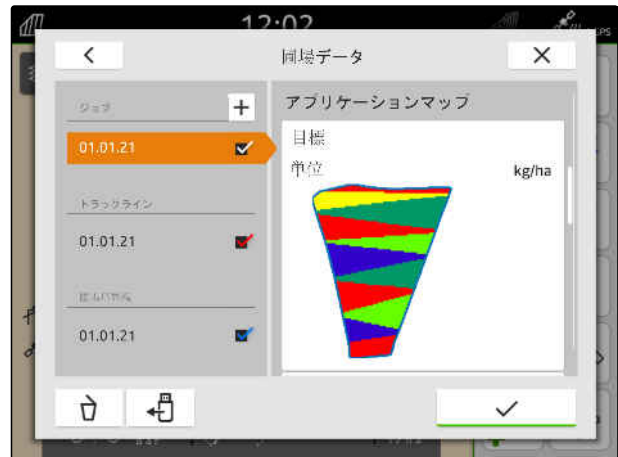 12:02
GPS
圃場データ
ジョブ
アプリケーションマップ
01.01.21
目標
単位
kg/ha
トラックライン
01.01.21
01.01.21